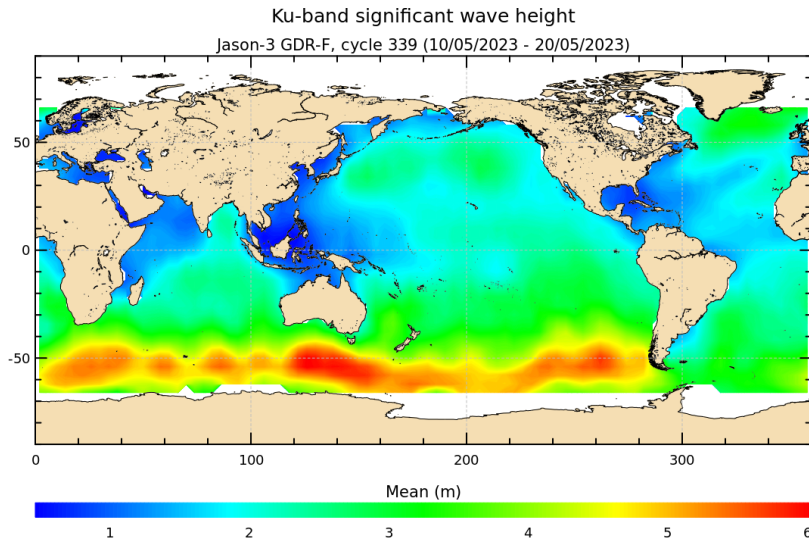 Ku-band significant wave height
Jason-3 GDR-F, cycle 339 (10/05/2023 - 20/05/2023)
50
0
-50
0 100 200 300
Mean (m)
1 2 3 4 5 6